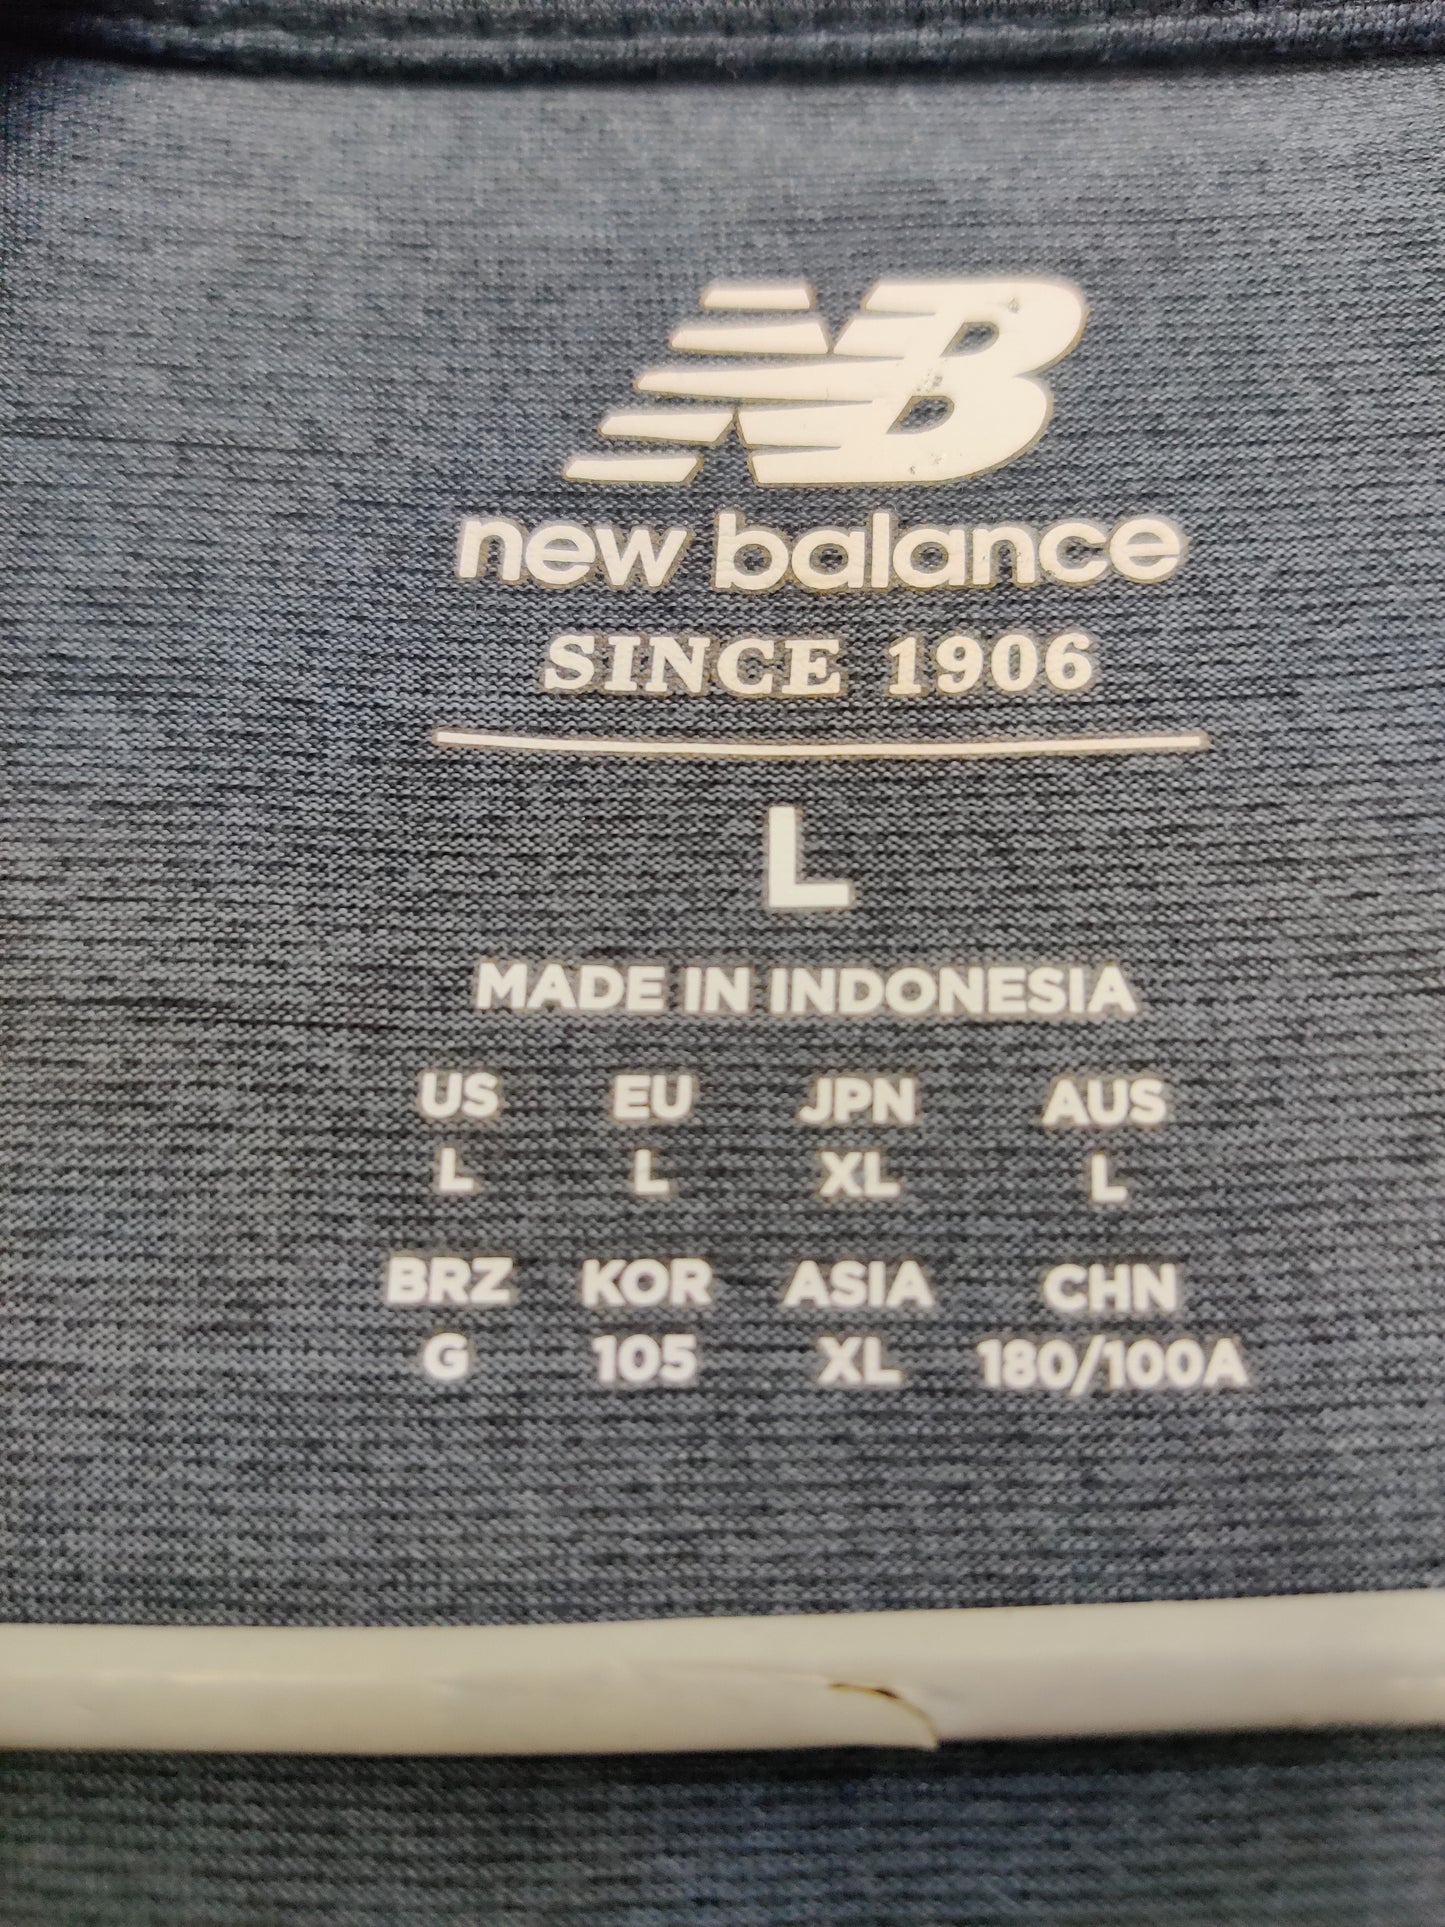 NB
new balance
SINCE 1906
L
MADE IN INDONESIA
US EU JPN AUS
L L XL L
BRZ KOR ASIA CHN
G 105 XL 180/100A